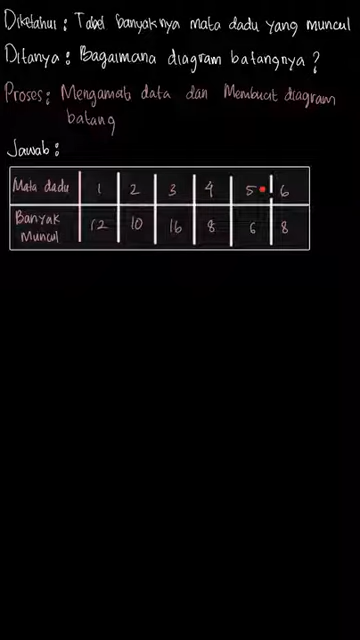 Diketahui : Tabel banyaknya mata dadu yang muncul
Ditanya : Bagaimana diagram batangnya ?
Proses : Mengamati data dan Membuat diagram
batang
Jawab :
Mata dadu 1 2 3 4 5 6
Banyak Muncul 12 10 16 8 6 8